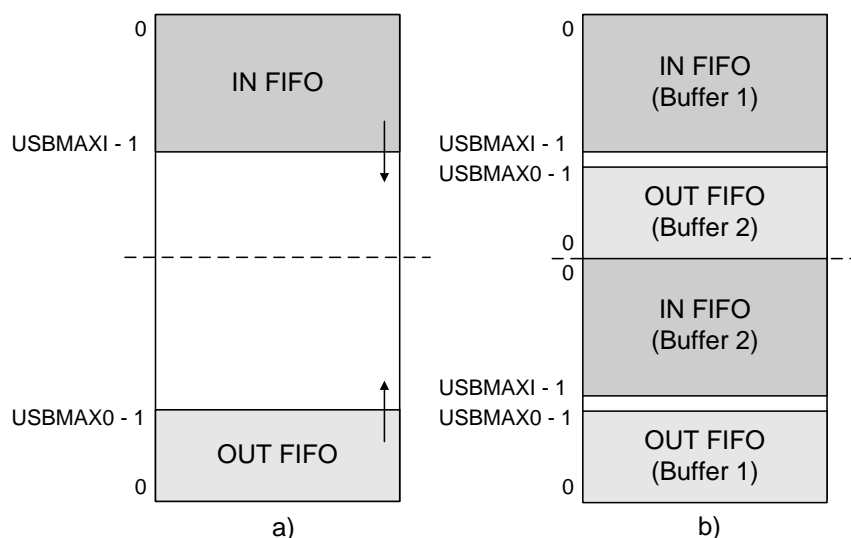 0
IN FIFO
USBMAXI - 1
USBMAX0 - 1
OUT FIFO
0
a)
0
IN FIFO
(Buffer 1)
USBMAXI - 1
USBMAX0 - 1
OUT FIFO
(Buffer 2)
0
0
IN FIFO
(Buffer 2)
USBMAXI - 1
USBMAX0 - 1
OUT FIFO
(Buffer 1)
0
b)